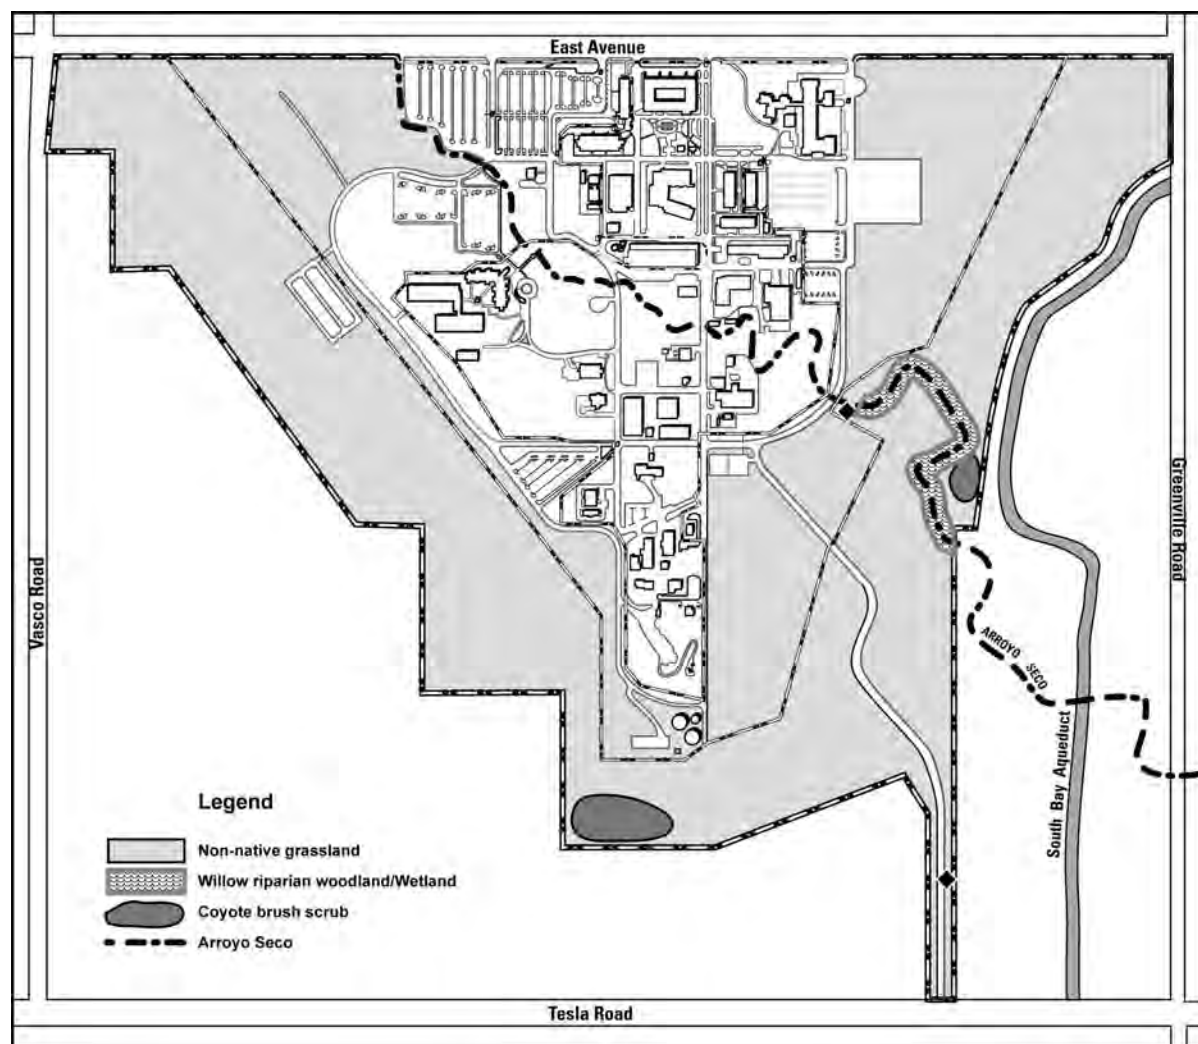 East Avenue
Vasco Road
Greenville Road
ARROYO SECO
South Bay Aqueduct
Legend
Non-native grassland
Willow riparian woodland/Wetland
Coyote brush scrub
Arroyo Seco
Tesla Road